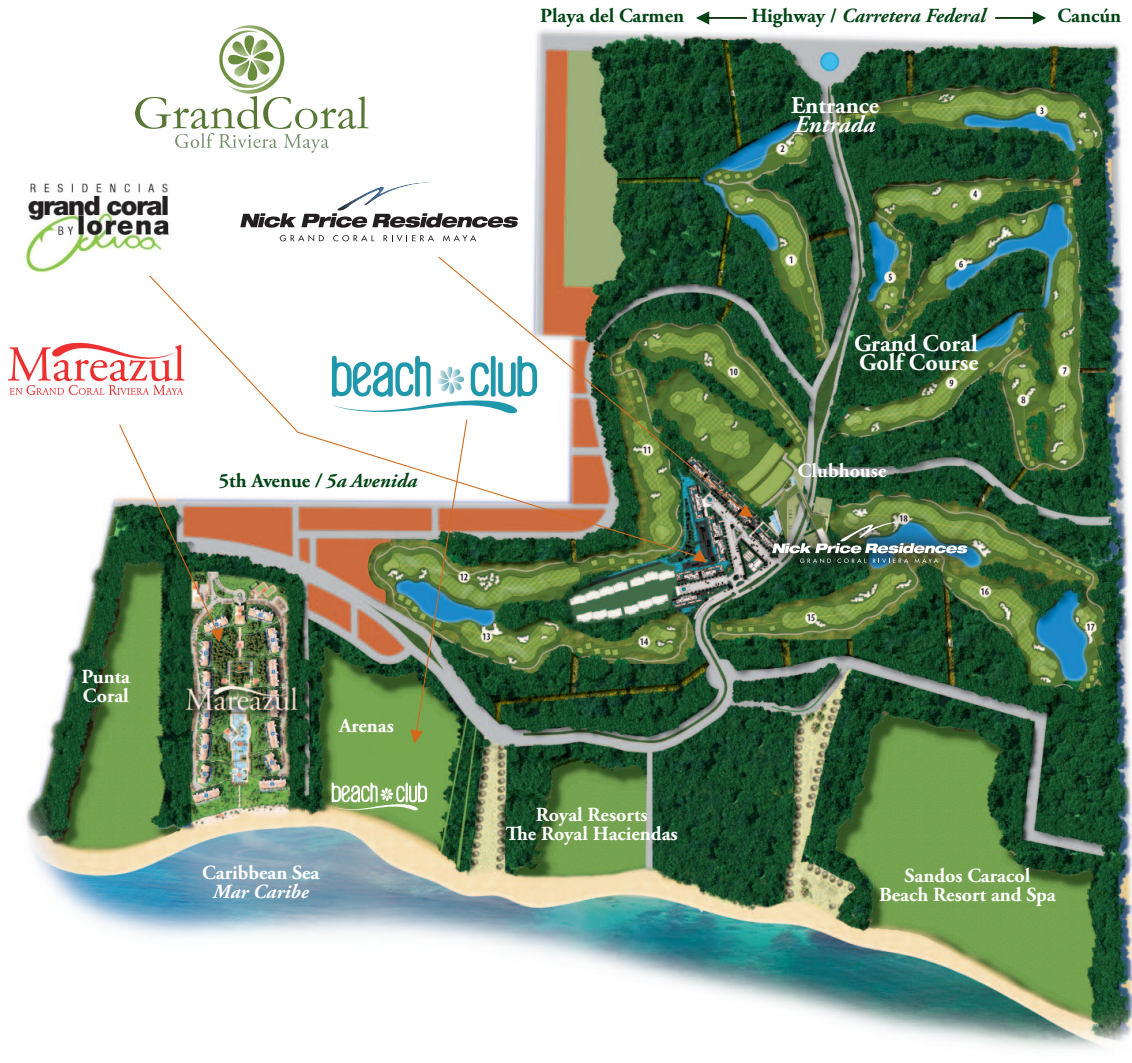 Playa del Carmen Highway / Carretera Federal Cancún
GrandCoral
Golf Riviera Maya
RESIDENCIAS
grand coral
BY lorena
Ochoa
Nick Price Residences
GRAND CORAL RIVIERA MAYA
Mareazul
EN GRAND CORAL RIVIERA MAYA
beach club
5th Avenue / 5a Avenida
Entrance
Entrada
3
2
4
1
6
5
Grand Coral
Golf Course
7
8
9
10
11
Clubhouse
18
Nick Price Residences
GRAND CORAL RIVIERA MAYA
12
13
14
15
16
17
Punta
Coral
Mareazul
Arenas
beach club
Royal Resorts
The Royal Haciendas
Caribbean Sea
Mar Caribe
Sandos Caracol
Beach Resort and Spa